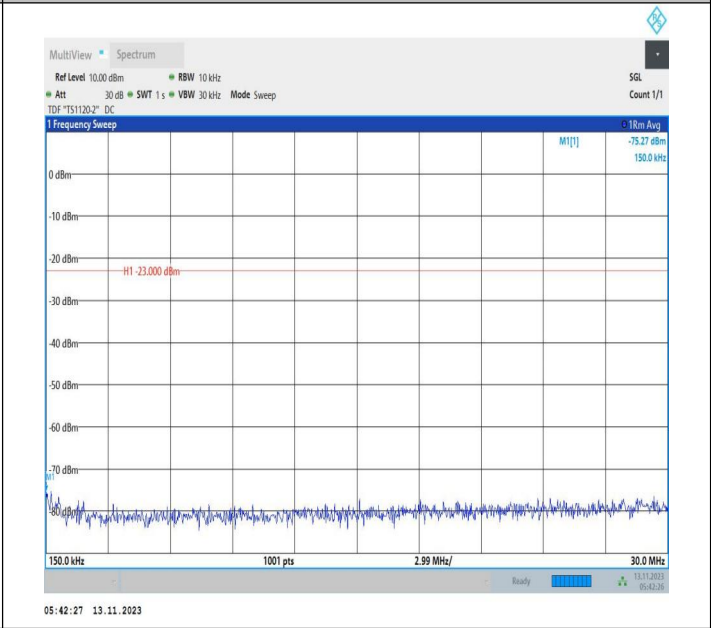 R S
MultiView Spectrum
Ref Level 10.00 dBm RBW 10 kHz SGL
Att 30 dB SWT 1 s VBW 30 kHz Mode Sweep Count 1/1
TDF "TS1120-2" DC
1 Frequency Sweep 1Rm Avg
M1[1] -75.27 dBm
150.0 kHz
0 dBm
-10 dBm
-20 dBm
H1 -23.000 dBm
-30 dBm
-40 dBm
-50 dBm
-60 dBm
-70 dBm
M1
-80 dBm
150.0 kHz 1001 pts 2.99 MHz/ 30.0 MHz
Ready 13.11.2023
05:42:26
05:42:27 13.11.2023